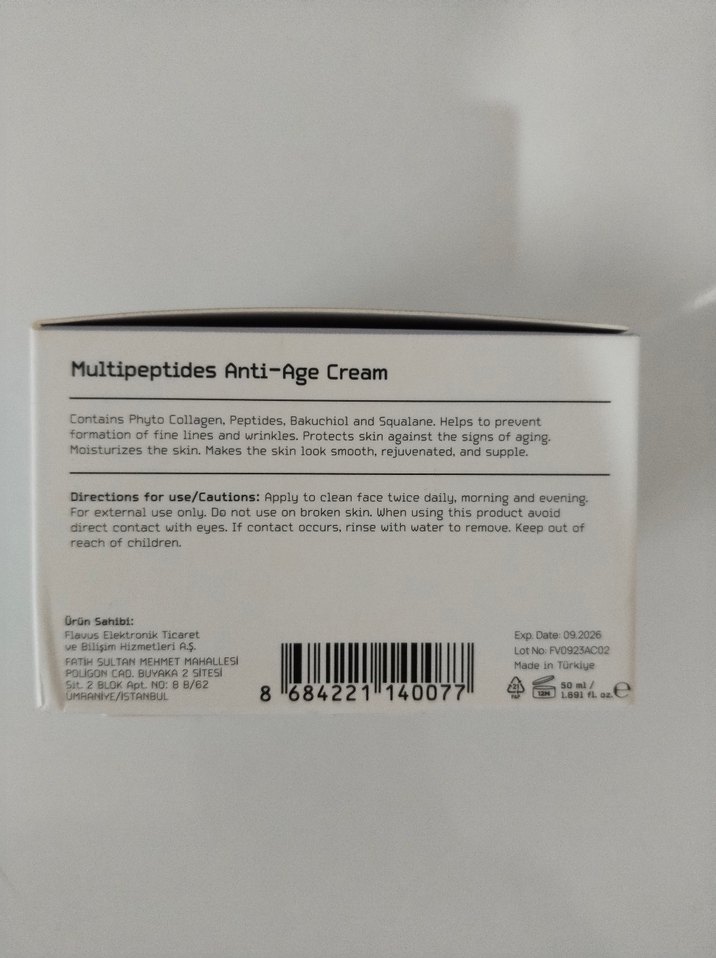 Multipeptides Anti-Age Cream
Contains Phyto Collagen, Peptides, Bakuchiol and Squalane. Helps to prevent
formation of fine lines and wrinkles. Protects skin against the signs of aging.
Moisturizes the skin. Makes the skin look smooth, rejuvenated, and supple.
Directions for use/Cautions: Apply to clean face twice daily, morning and evening.
For external use only. Do not use on broken skin. When using this product avoid
direct contact with eyes. If contact occurs, rinse with water to remove. Keep out of
reach of children.
Ürün Sahibi:
Flavus Elektronik Ticaret
ve Bilişim Hizmetleri A.Ş.
FATİH SULTAN MEHMET MAHALLESİ
POLİGON CAD. BUYAKA 2 SİTESİ
Sit. 2 BLOK Apt. NO: 8 B/62
ÜMRANİYE/İSTANBUL
8 684221 140077
Exp. Date: 09.2026
Lot No: FV0923AC02
Made in Türkiye
21
PAP
12M
50 ml /
1.691 fl. oz. ℮